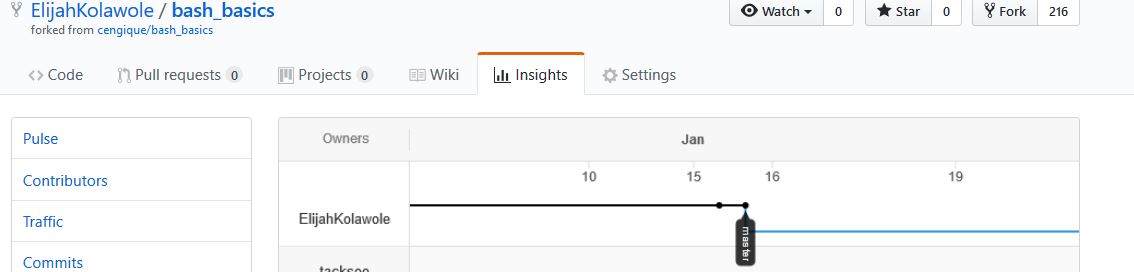 ElijahKolawole / bash_basics
Watch 0 Star 0 Fork 216
forked from cengique/bash_basics
Code Pull requests 0 Projects 0 Wiki Insights Settings
Pulse
Contributors
Traffic
Commits
Owners Jan
10 15 16 19
ElijahKolawole
master